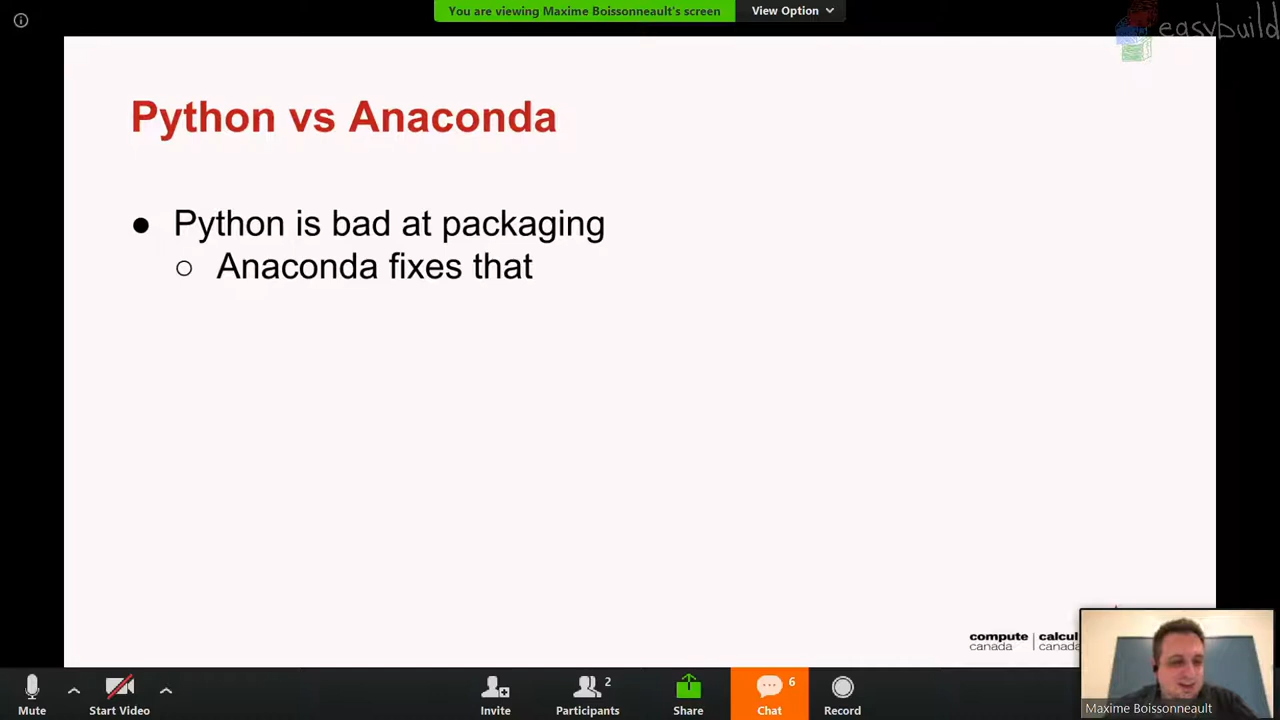 You are viewing Maxime Boissonneault's screen
View Option
easybuild
Python vs Anaconda
● Python is bad at packaging
○ Anaconda fixes that
compute | calcul
canada | canada
Maxime Boissonneault
Mute
Start Video
Invite
Participants
2
Share
Chat
6
Record